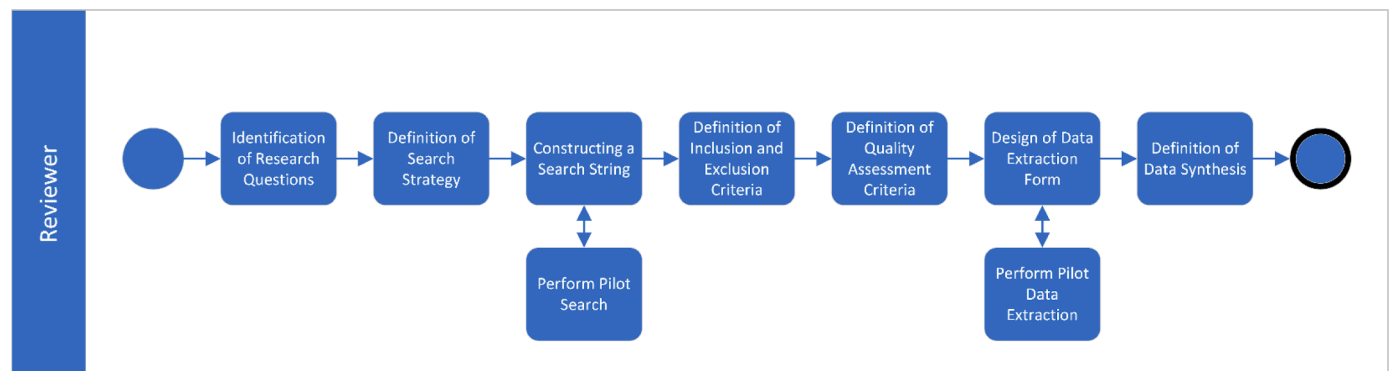 Reviewer
Identification
of Research
Questions
Definition of
Search
Strategy
Constructing a
Search String
Definition of
Inclusion and
Exclusion
Criteria
Definition of
Quality
Assessment
Criteria
Design of Data
Extraction
Form
Definition of
Data Synthesis
Perform Pilot
Search
Perform Pilot
Data
Extraction